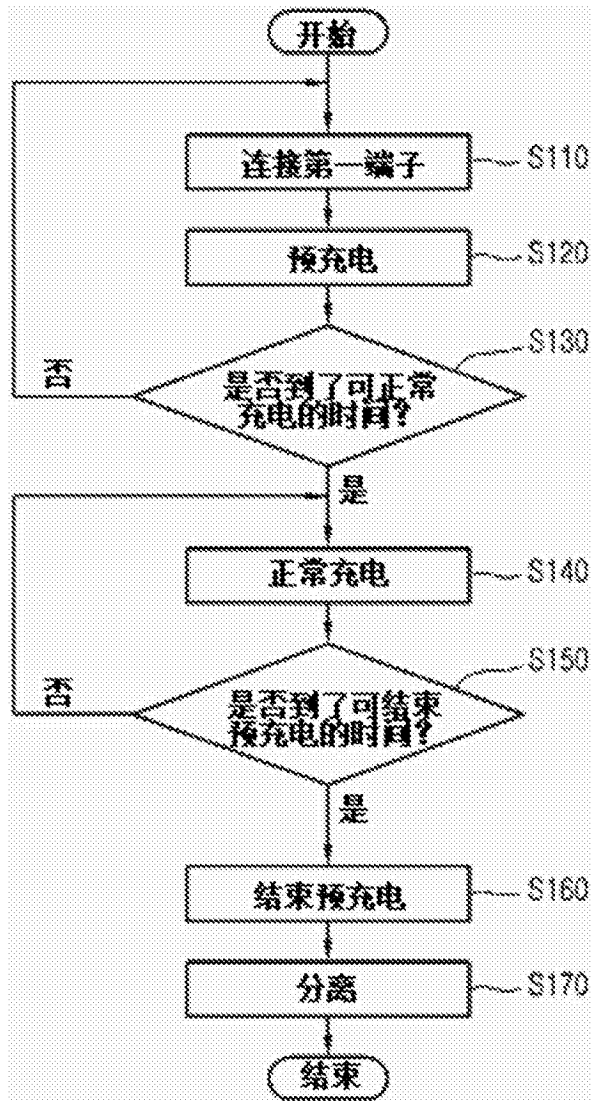 开始
连接第一端子
S110
预充电
S120
S130
是否到了可正常
充电的时间?
否
是
正常充电
S140
S150
是否到了可结束
预充电的时间?
否
是
结束预充电
S160
分离
S170
结束